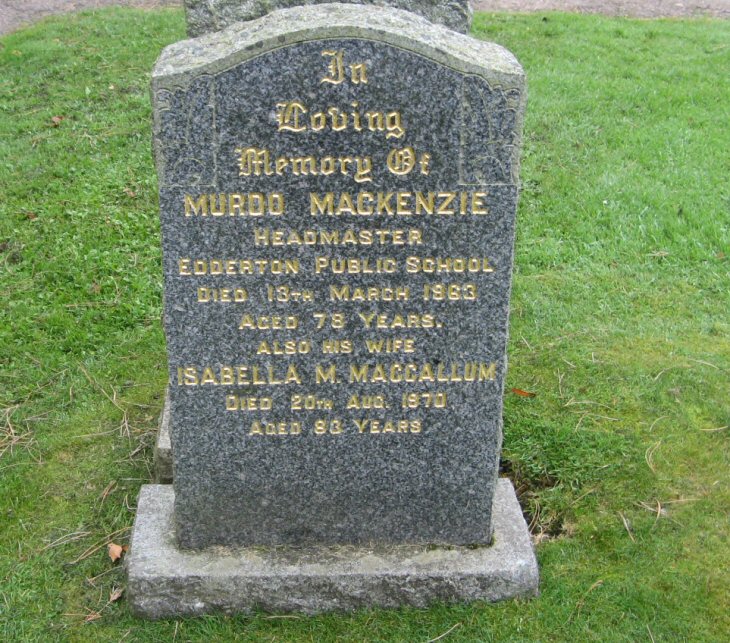 In
Loving
Memory Of
MURDO MACKENZIE
HEADMASTER
EDDERTON PUBLIC SCHOOL
DIED 13TH MARCH 1963
AGED 78 YEARS.
ALSO HIS WIFE
ISABELLA M. MACCALLUM
DIED 20TH AUG. 1970
AGED 83 YEARS